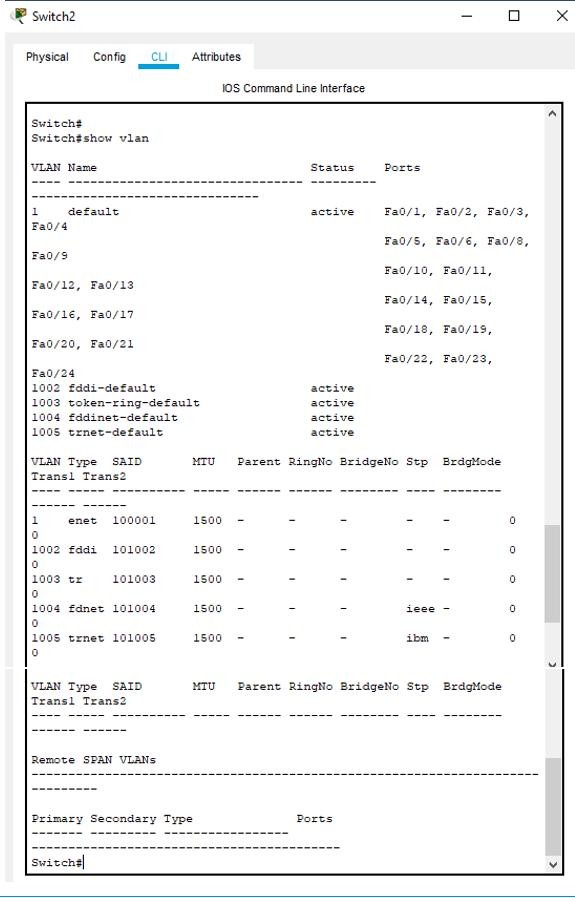 Switch2
Physical Config CLI Attributes
IOS Command Line Interface
Switch#
Switch#show vlan
VLAN Name Status Ports
---- -------------------------------- ---------
-------------------------------
1 default active Fa0/1, Fa0/2, Fa0/3,
Fa0/4
Fa0/5, Fa0/6, Fa0/8,
Fa0/9
Fa0/10, Fa0/11,
Fa0/12, Fa0/13
Fa0/14, Fa0/15,
Fa0/16, Fa0/17
Fa0/18, Fa0/19,
Fa0/20, Fa0/21
Fa0/22, Fa0/23,
Fa0/24
1002 fddi-default active
1003 token-ring-default active
1004 fddinet-default active
1005 trnet-default active
VLAN Type SAID MTU Parent RingNo BridgeNo Stp BrdgMode
Trans1 Trans2
---- ----- ---------- ----- ------ ------ -------- ---- --------
------ ------
1 enet 100001 1500 - - - - - 0
0
1002 fddi 101002 1500 - - - - - 0
0
1003 tr 101003 1500 - - - - - 0
0
1004 fdnet 101004 1500 - - - ieee - 0
0
1005 trnet 101005 1500 - - - ibm - 0
0
VLAN Type SAID MTU Parent RingNo BridgeNo Stp BrdgMode
Trans1 Trans2
---- ----- ---------- ----- ------ ------ -------- ---- --------
------ ------
Remote SPAN VLANs
---------------------------------------------------------------------
---------
Primary Secondary Type Ports
------- --------- -----------------
------------------------------------------
Switch#